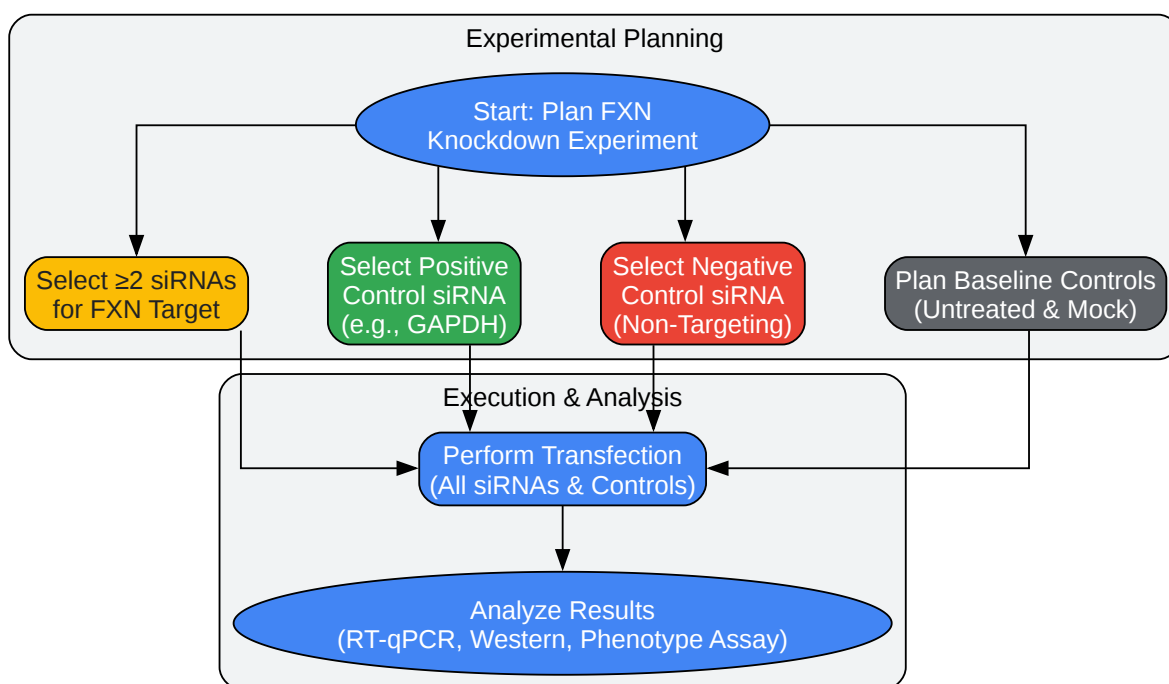 Experimental Planning
Start: Plan FXN
Knockdown Experiment
Select ≥2 siRNAs
for FXN Target
Select Positive
Control siRNA
(e.g., GAPDH)
Select Negative
Control siRNA
(Non-Targeting)
Plan Baseline Controls
(Untreated & Mock)
Execution & Analysis
Perform Transfection
(All siRNAs & Controls)
Analyze Results
(RT-qPCR, Western, Phenotype Assay)